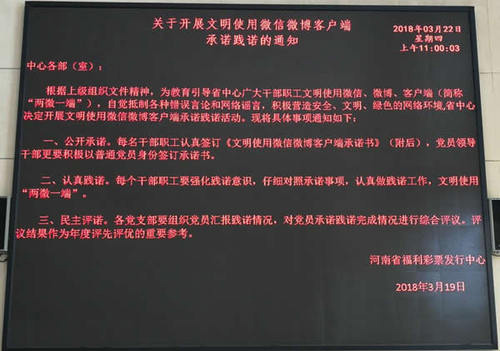 关于开展文明使用微信微博客户端
承诺践诺的通知
2018年03月22日
星期四
上午11:00:03
中心各部（室）：
根据上级组织文件精神，为教育引导省中心广大干部职工文明使用微信、微博、客户端（简称
“两微一端”），自觉抵制各种错误言论和网络谣言，积极营造安全、文明、绿色的网络环境,省中心
决定开展文明使用微信微博客户端承诺践诺活动。现将具体事项通知如下：
一、公开承诺。每名干部职工认真签订《文明使用微信微博客户端承诺书》（附后），党员领导
干部更要积极以普通党员身份签订承诺书。
二、认真践诺。每个干部职工要强化践诺意识，仔细对照承诺事项，认真做践诺工作，文明使用
“两微一端”。
三、民主评诺。各党支部要组织党员汇报践诺情况，对党员承诺践诺完成情况进行综合评议。评
议结果作为年度评先评优的重要参考。
河南省福利彩票发行中心
2018年3月19日